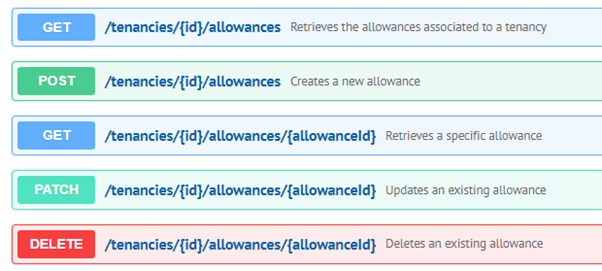 GET /tenancies/{id}/allowances Retrieves the allowances associated to a tenancy
POST /tenancies/{id}/allowances Creates a new allowance
GET /tenancies/{id}/allowances/{allowanceId} Retrieves a specific allowance
PATCH /tenancies/{id}/allowances/{allowanceId} Updates an existing allowance
DELETE /tenancies/{id}/allowances/{allowanceId} Deletes an existing allowance